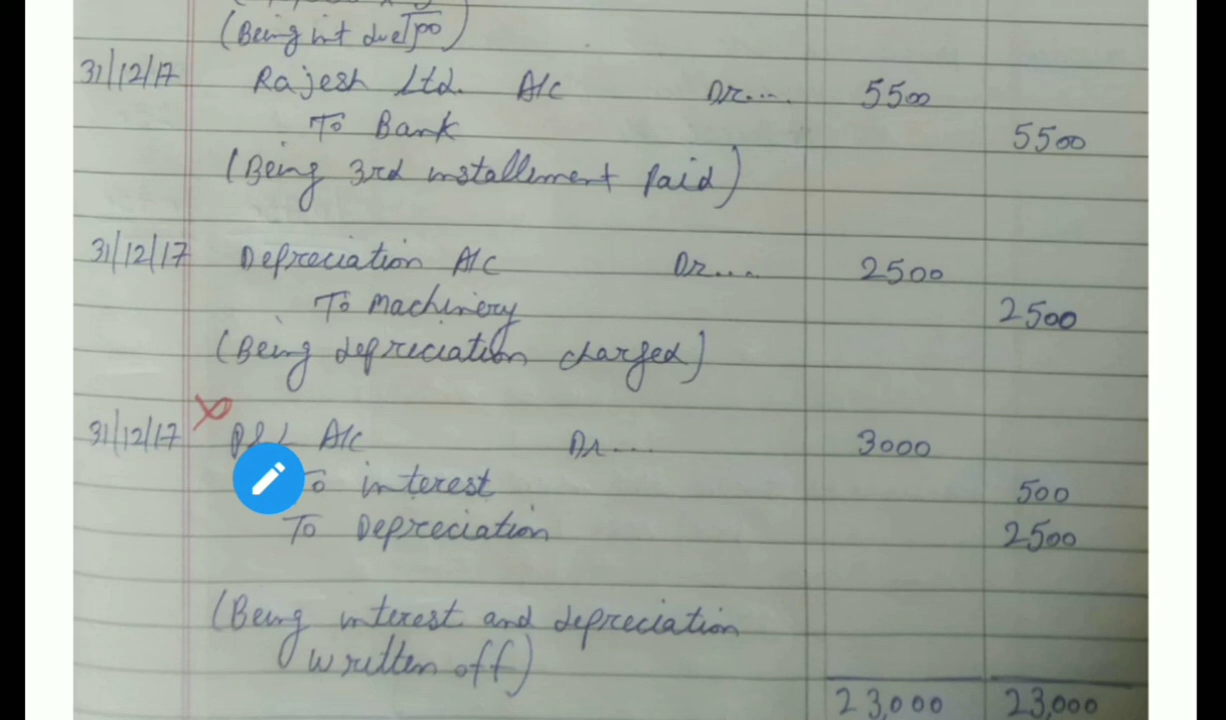 (Being int due)
31/12/17 Rajesh Ltd. A/c Dr.... 5500
To Bank 5500
(Being 3rd installement paid)
31/12/17 Depreciation A/c Dr.... 2500
To Machinery 2500
(Being depreciation charged)
31/12/17 P&L A/c Dr.... 3000
To interest 500
To Depreciation 2500
(Being interest and depreciation
written off)
23,000 23,000